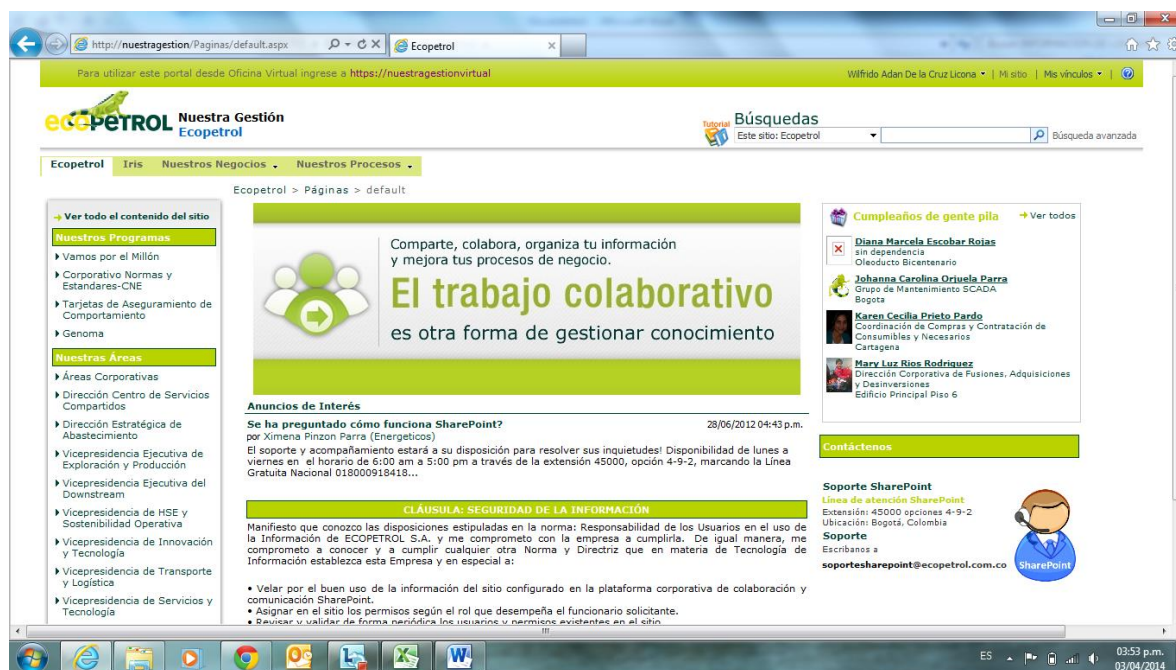 http://nuestragestion/Paginas/default.aspx
Ecopetrol
Para utilizar este portal desde Oficina Virtual ingrese a https://nuestragestionvirtual
Wilfrido Adan De la Cruz Licona | Mi sitio | Mis vínculos |
ecopetrol
Nuestra Gestión
Ecopetrol
Tutorial
Búsquedas
Este sitio: Ecopetrol
Búsqueda avanzada
Ecopetrol Iris Nuestros Negocios Nuestros Procesos
Ecopetrol > Páginas > default
Ver todo el contenido del sitio
Nuestros Programas
Vamos por el Millón
Corporativo Normas y
Estandares-CNE
Tarjetas de Aseguramiento de
Comportamiento
Genoma
Nuestras Áreas
Áreas Corporativas
Dirección Centro de Servicios
Compartidos
Dirección Estratégica de
Abastecimiento
Vicepresidencia Ejecutiva de
Exploración y Producción
Vicepresidencia Ejecutiva del
Downstream
Vicepresidencia de HSE y
Sostenibilidad Operativa
Vicepresidencia de Innovación
y Tecnología
Vicepresidencia de Transporte
y Logística
Vicepresidencia de Servicios y
Tecnología
Comparte, colabora, organiza tu información
y mejora tus procesos de negocio.
El trabajo colaborativo
es otra forma de gestionar conocimiento
Anuncios de Interés
Se ha preguntado cómo funciona SharePoint? 28/06/2012 04:43 p.m.
por Ximena Pinzon Parra (Energeticos)
El soporte y acompañamiento estará a su disposición para resolver sus inquietudes! Disponibilidad de lunes a
viernes en el horario de 6:00 am a 5:00 pm a través de la extensión 45000, opción 4-9-2, marcando la Línea
Gratuita Nacional 018000918418...
CLÁUSULA: SEGURIDAD DE LA INFORMACIÓN
Manifiesto que conozco las disposiciones estipuladas en la norma: Responsabilidad de los Usuarios en el uso de
la Información de ECOPETROL S.A. y me comprometo con la empresa a cumplirla. De igual manera, me
comprometo a conocer y a cumplir cualquier otra Norma y Directriz que en materia de Tecnología de
Información establezca esta Empresa y en especial a:
• Velar por el buen uso de la información del sitio configurado en la plataforma corporativa de colaboración y
comunicación SharePoint.
• Asignar en el sitio los permisos según el rol que desempeña el funcionario solicitante.
• Revisar y validar de forma periódica los usuarios y permisos existentes en el sitio.
Cumpleaños de gente pila Ver todos
Diana Marcela Escobar Rojas
sin dependencia
Oleoducto Bicentenario
Johanna Carolina Orjuela Parra
Grupo de Mantenimiento SCADA
Bogota
Karen Cecilia Prieto Pardo
Coordinación de Compras y Contratación de
Consumibles y Necesarios
Cartagena
Mary Luz Rios Rodriguez
Dirección Corporativa de Fusiones, Adquisiciones
y Desinversiones
Edificio Principal Piso 6
Contáctenos
Soporte SharePoint
Línea de atención SharePoint
Extensión: 45000 opciones 4-9-2
Ubicación: Bogotá, Colombia
Soporte
Escríbanos a
soportesharepoint@ecopetrol.com.co
SharePoint
ES
03:53 p.m.
03/04/2014